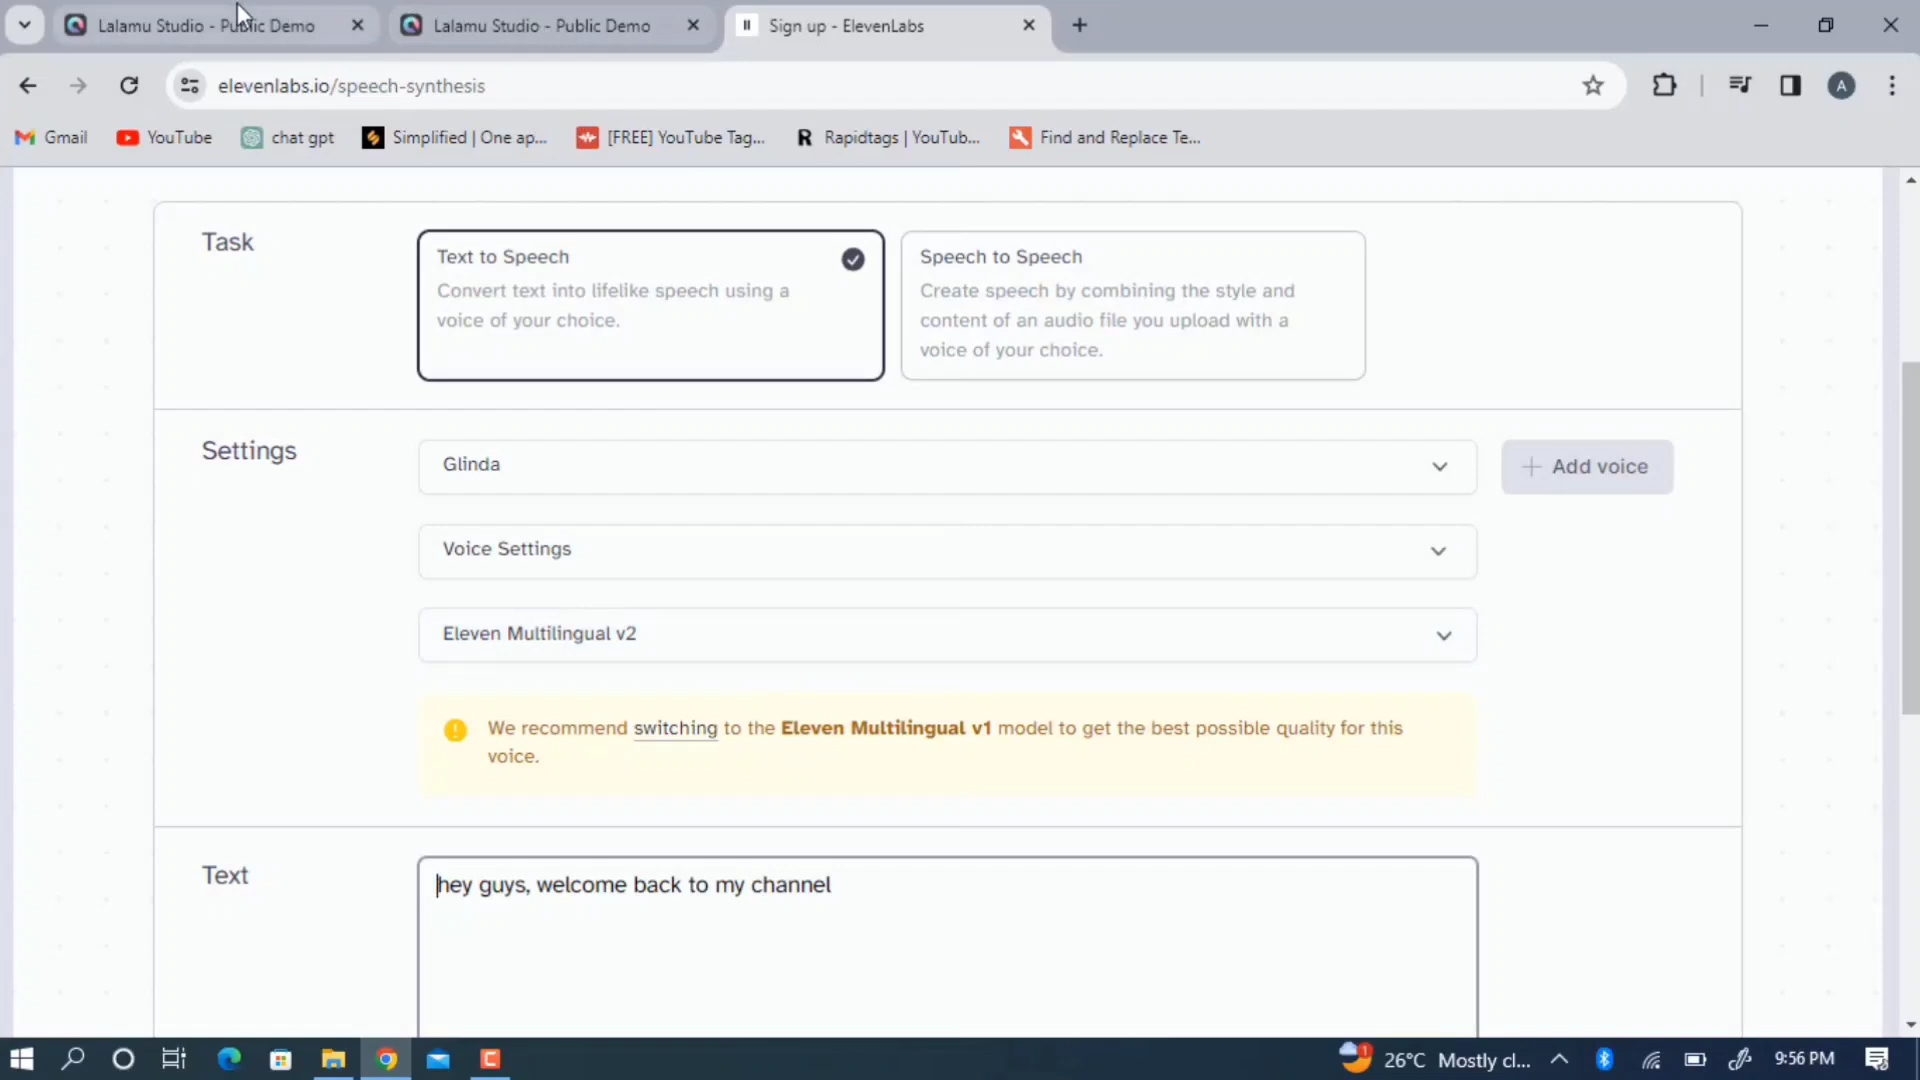 Lalamu Studio - Public Demo
Lalamu Studio - Public Demo
Sign up - ElevenLabs
elevenlabs.io/speech-synthesis
A
Gmail
YouTube
chat gpt
Simplified | One ap...
[FREE] YouTube Tag...
R Rapidtags | YouTub...
Find and Replace Te...
Task
Text to Speech
Convert text into lifelike speech using a
voice of your choice.
Speech to Speech
Create speech by combining the style and
content of an audio file you upload with a
voice of your choice.
Settings
Glinda
+ Add voice
Voice Settings
Eleven Multilingual v2
We recommend switching to the Eleven Multilingual v1 model to get the best possible quality for this
voice.
Text
hey guys, welcome back to my channel
1
26°C Mostly cl...
9:56 PM